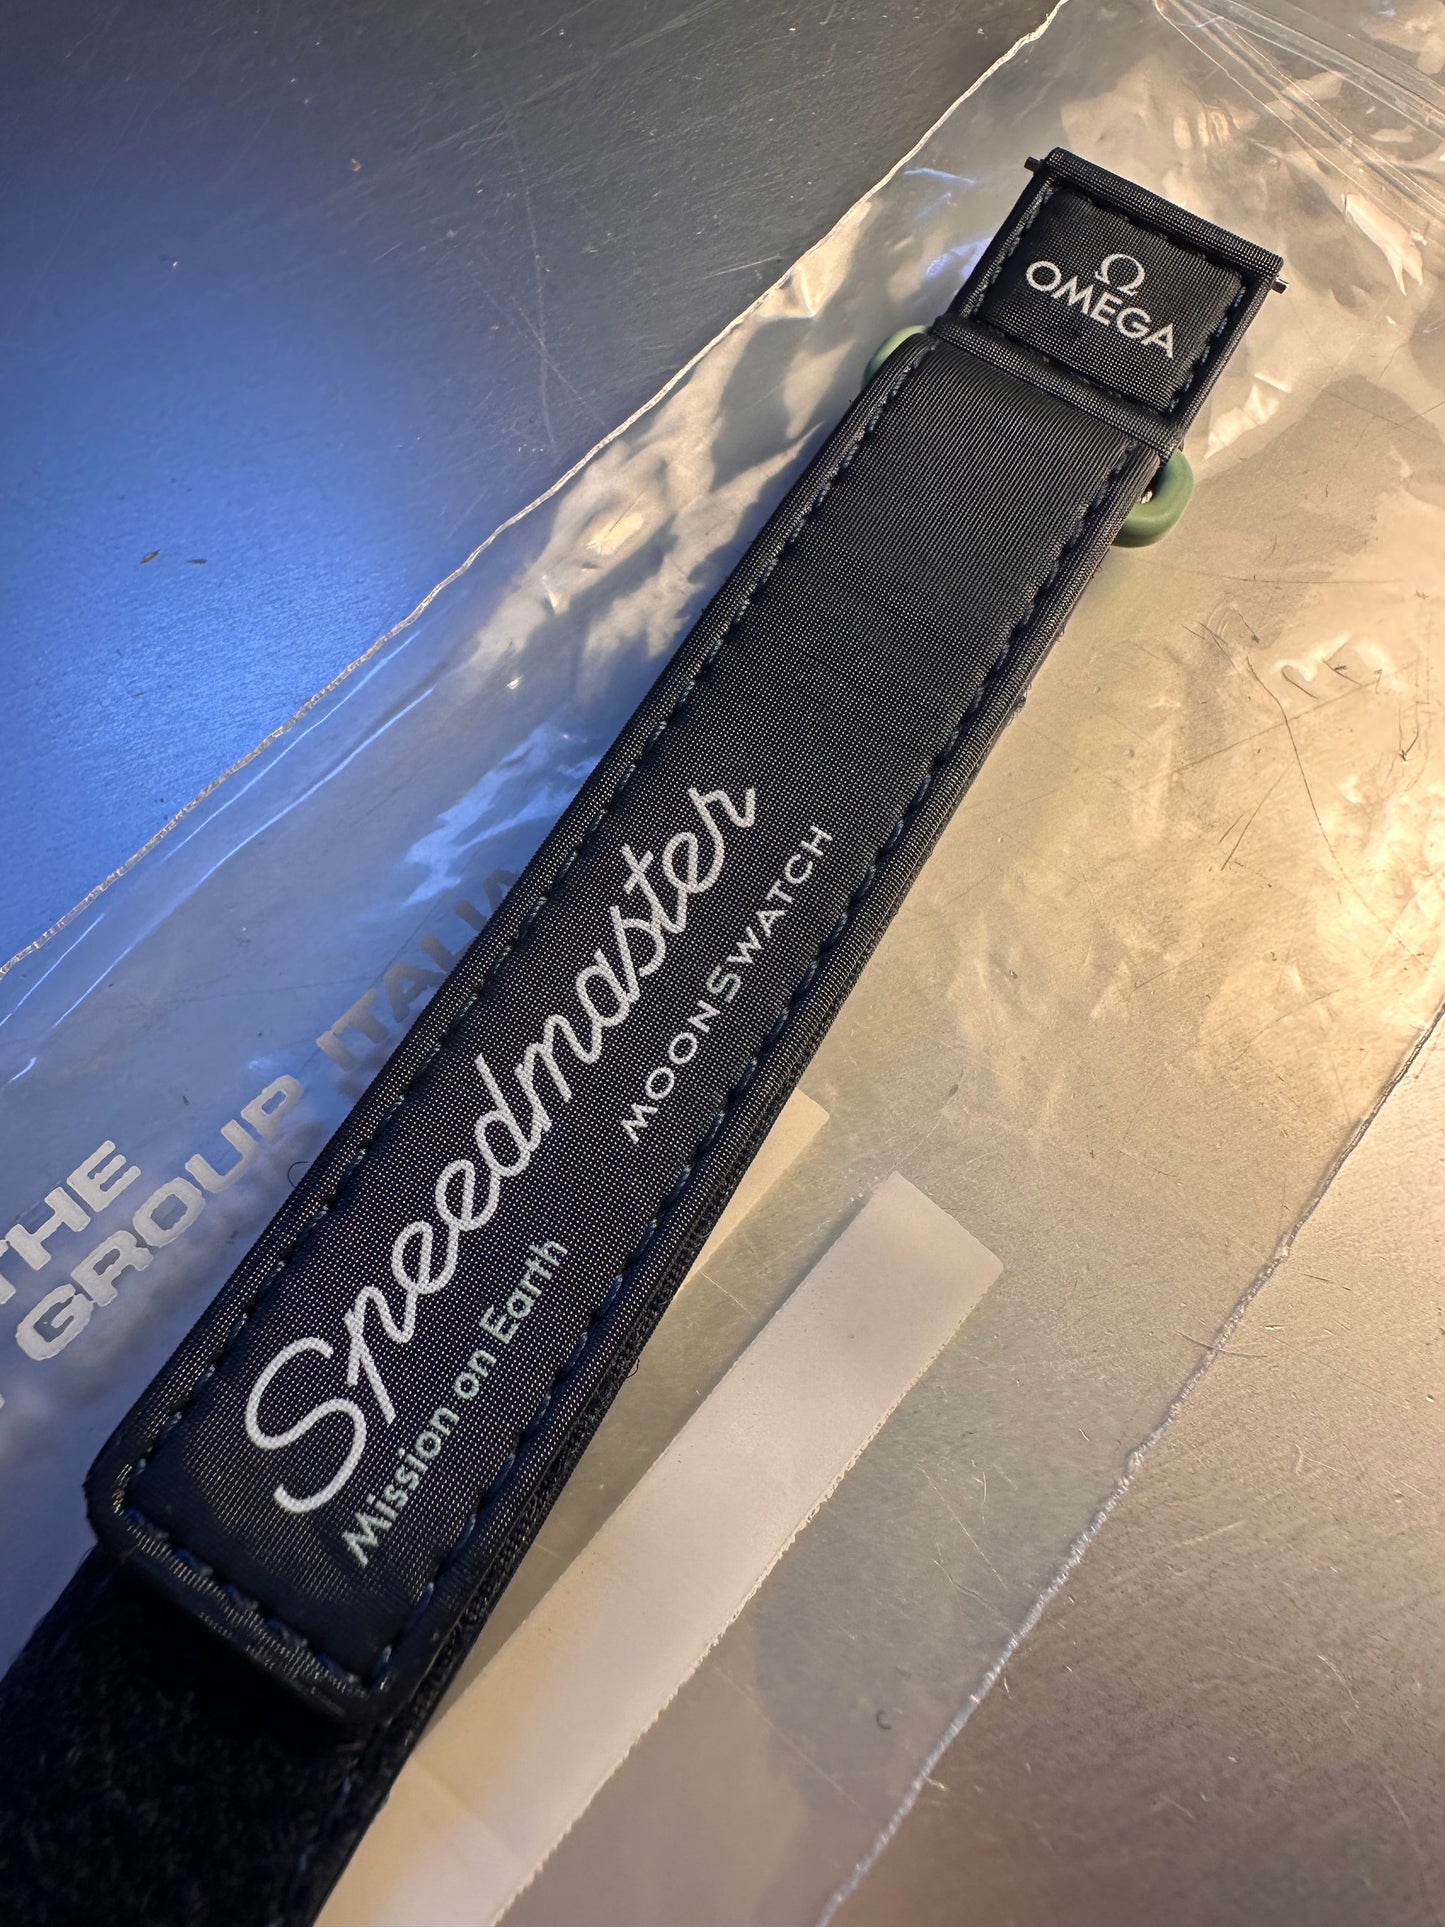 Ω
OMEGA
Speedmaster
MOONSWATCH
Mission on Earth
THE
GROUP ITALIA